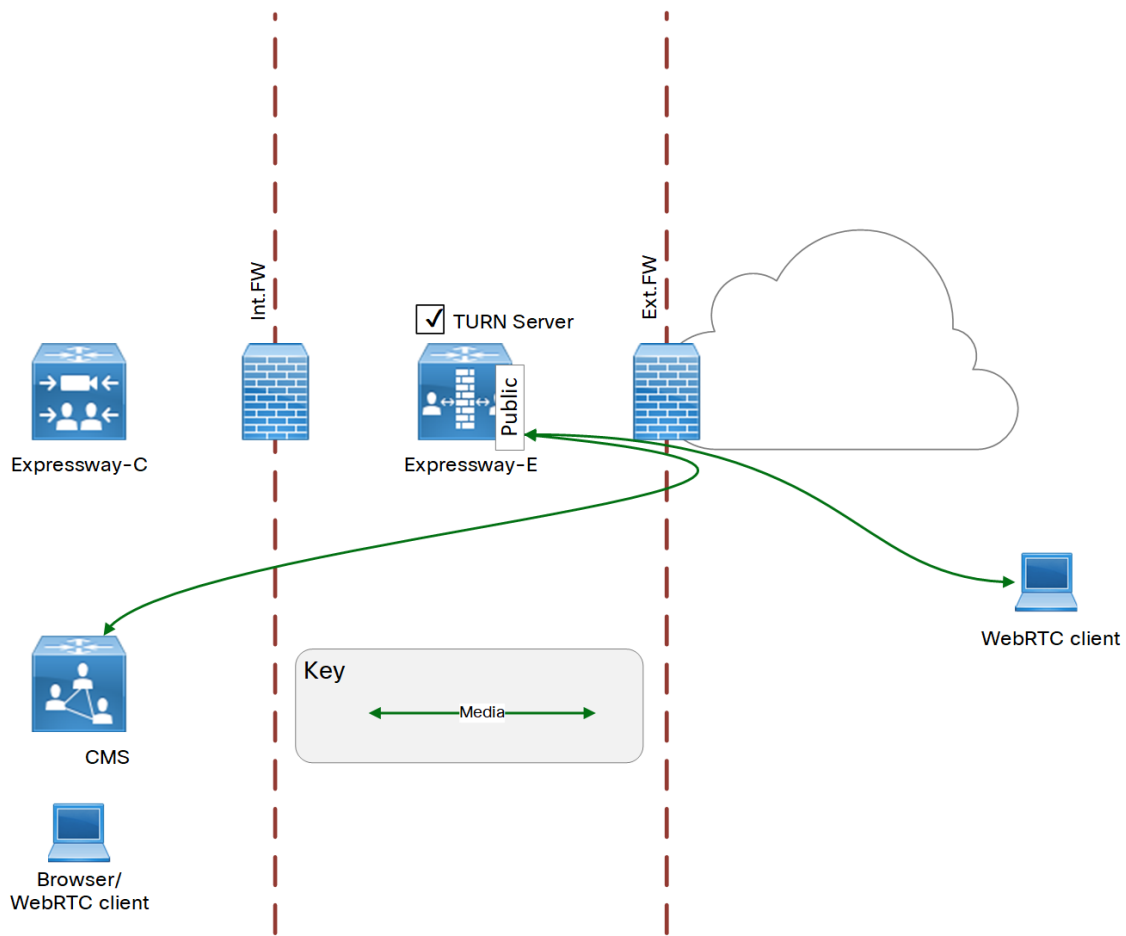 Int.FW
Ext.FW
✓ TURN Server
Public
Expressway-C
Expressway-E
WebRTC client
Key
Media
CMS
Browser/
WebRTC client